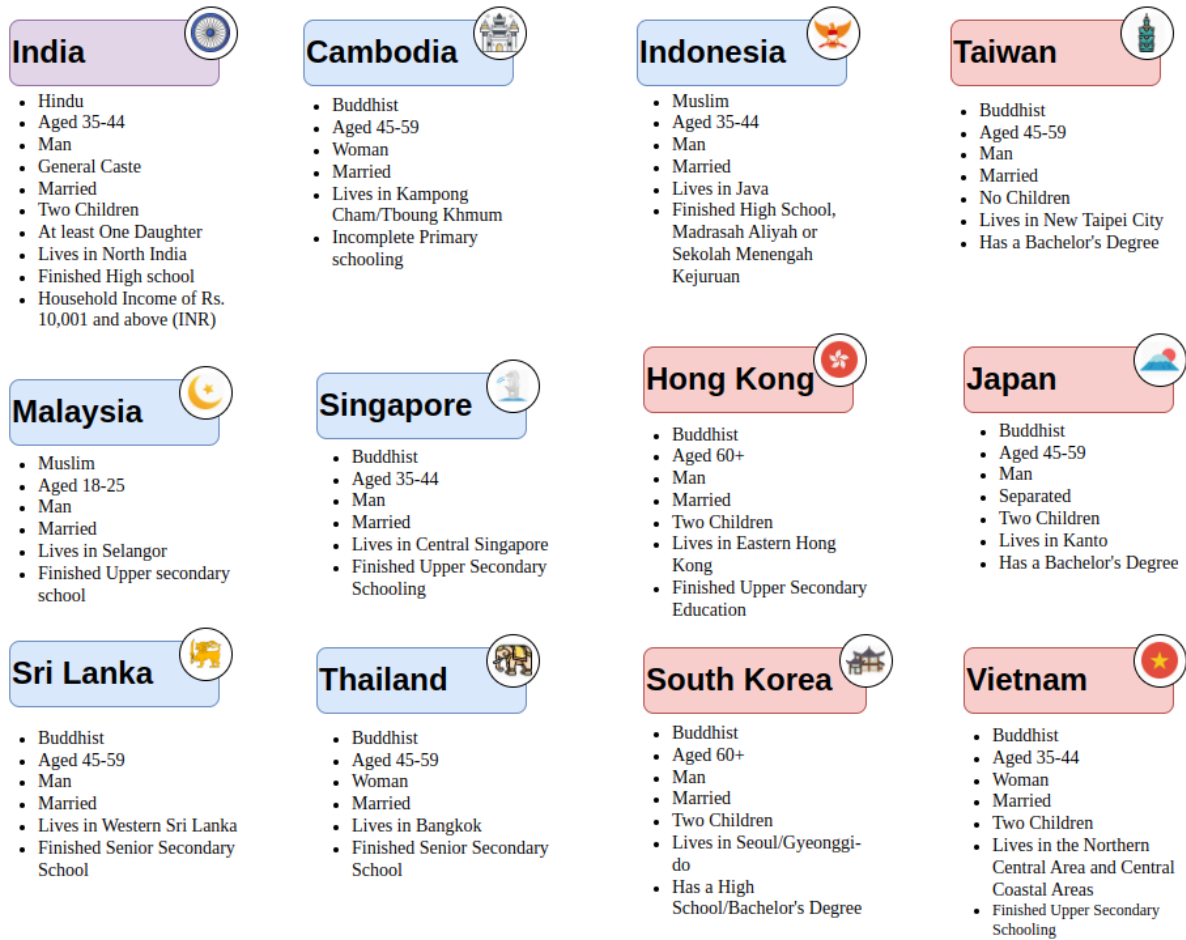 India
Hindu
Aged 35-44
Man
General Caste
Married
Two Children
At least One Daughter
Lives in North India
Finished High school
Household Income of Rs.
10,001 and above (INR)
Cambodia
Buddhist
Aged 45-59
Woman
Married
Lives in Kampong
Cham/Tboung Khmum
Incomplete Primary
schooling
Indonesia
Muslim
Aged 35-44
Man
Married
Lives in Java
Finished High School,
Madrasah Aliyah or
Sekolah Menengah
Kejuruan
Taiwan
Buddhist
Aged 45-59
Man
Married
No Children
Lives in New Taipei City
Has a Bachelor's Degree
Malaysia
Muslim
Aged 18-25
Man
Married
Lives in Selangor
Finished Upper secondary
school
Singapore
Buddhist
Aged 35-44
Man
Married
Lives in Central Singapore
Finished Upper Secondary
Schooling
Hong Kong
Buddhist
Aged 60+
Man
Married
Two Children
Lives in Eastern Hong
Kong
Finished Upper Secondary
Education
Japan
Buddhist
Aged 45-59
Man
Separated
Two Children
Lives in Kanto
Has a Bachelor's Degree
Sri Lanka
Buddhist
Aged 45-59
Man
Married
Lives in Western Sri Lanka
Finished Senior Secondary
School
Thailand
Buddhist
Aged 45-59
Woman
Married
Lives in Bangkok
Finished Senior Secondary
School
South Korea
Buddhist
Aged 60+
Man
Married
Two Children
Lives in Seoul/Gyeonggi-
do
Has a High
School/Bachelor's Degree
Vietnam
Buddhist
Aged 35-44
Woman
Married
Two Children
Lives in the Northern
Central Area and Central
Coastal Areas
Finished Upper Secondary
Schooling